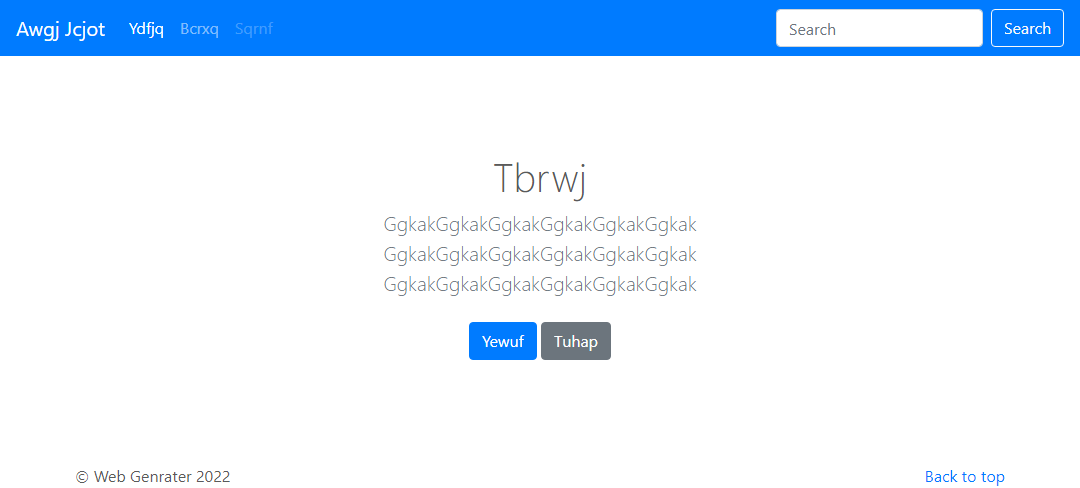 Awgj Jcjot Ydfjq Bcrxq Sqrnf Search Search
Tbrwj
GgkakGgkakGgkakGgkakGgkakGgkak
GgkakGgkakGgkakGgkakGgkakGgkak
GgkakGgkakGgkakGgkakGgkakGgkak
Yewuf Tuhap
© Web Genrater 2022 Back to top